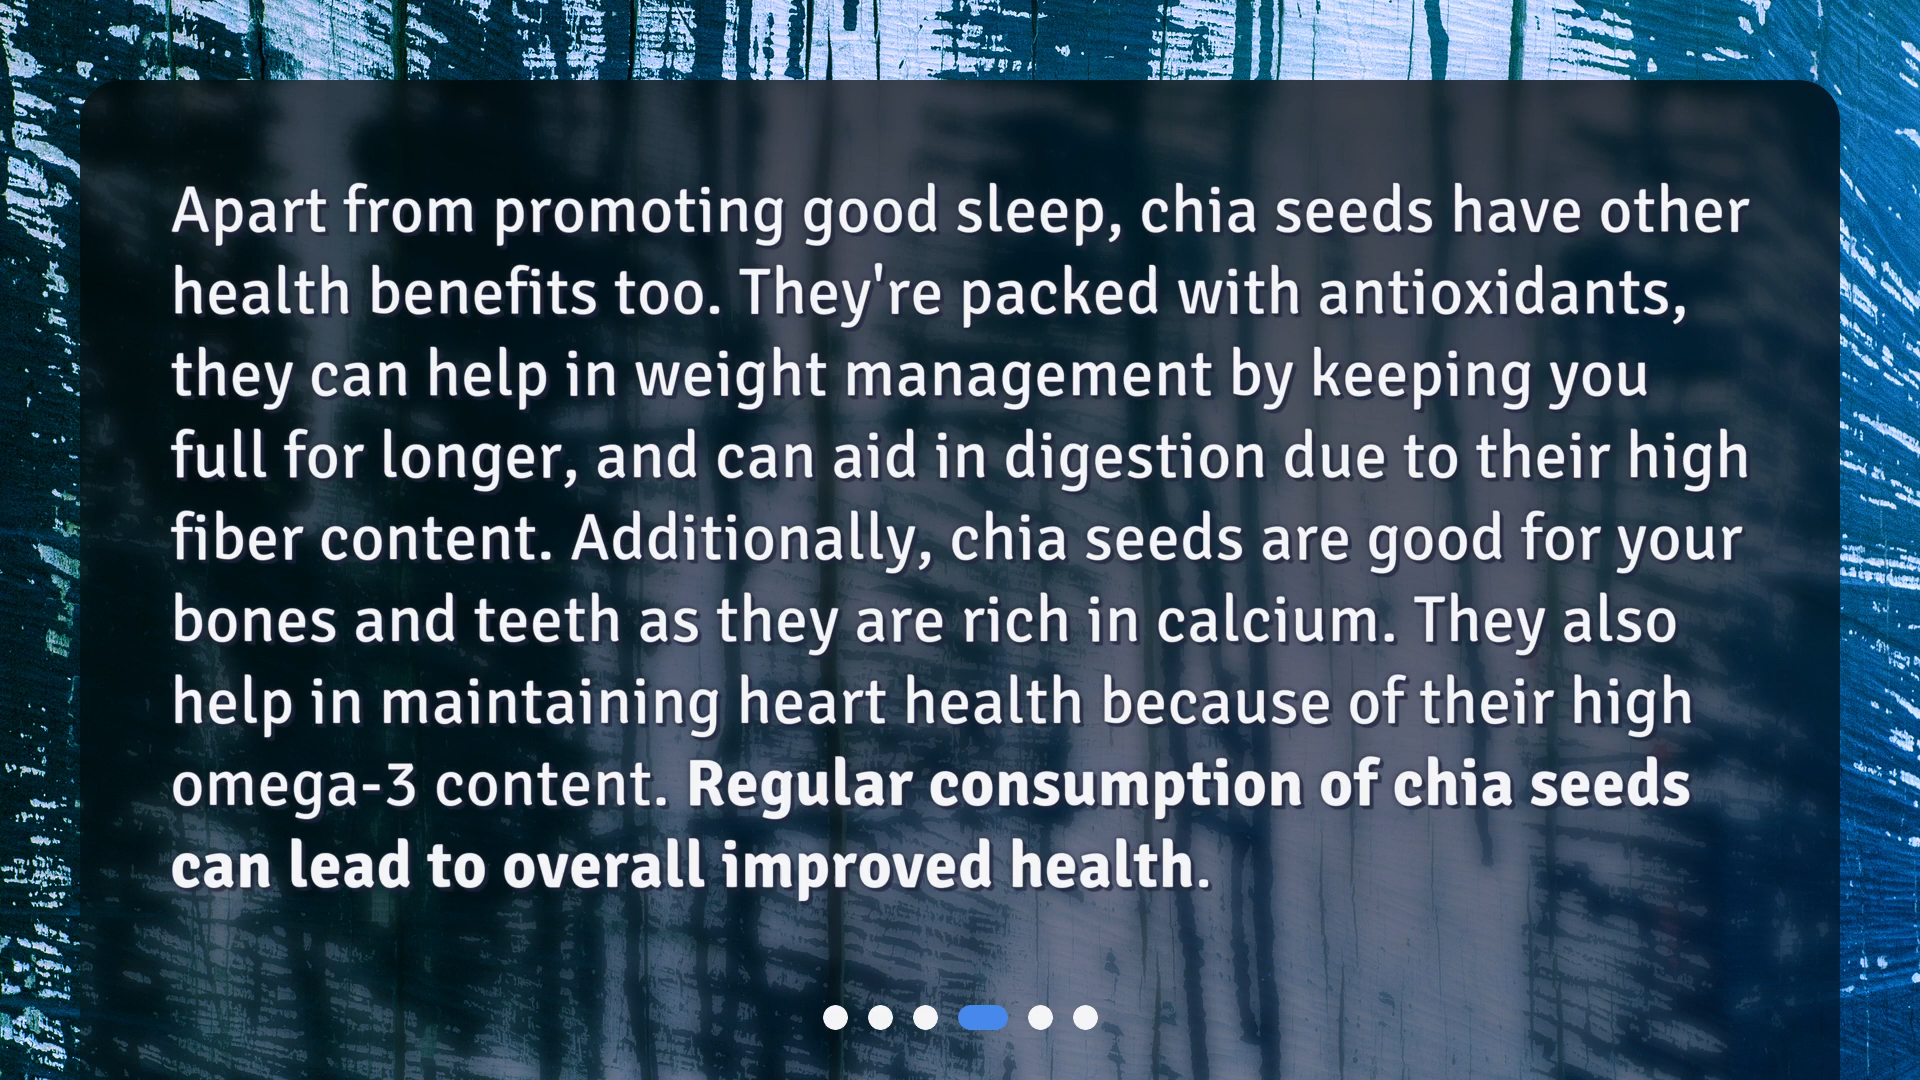 Apart from promoting good sleep, chia seeds have other
health benefits too. They're packed with antioxidants,
they can help in weight management by keeping you
full for longer, and can aid in digestion due to their high
fiber content. Additionally, chia seeds are good for your
bones and teeth as they are rich in calcium. They also
help in maintaining heart health because of their high
omega-3 content. Regular consumption of chia seeds
can lead to overall improved health.